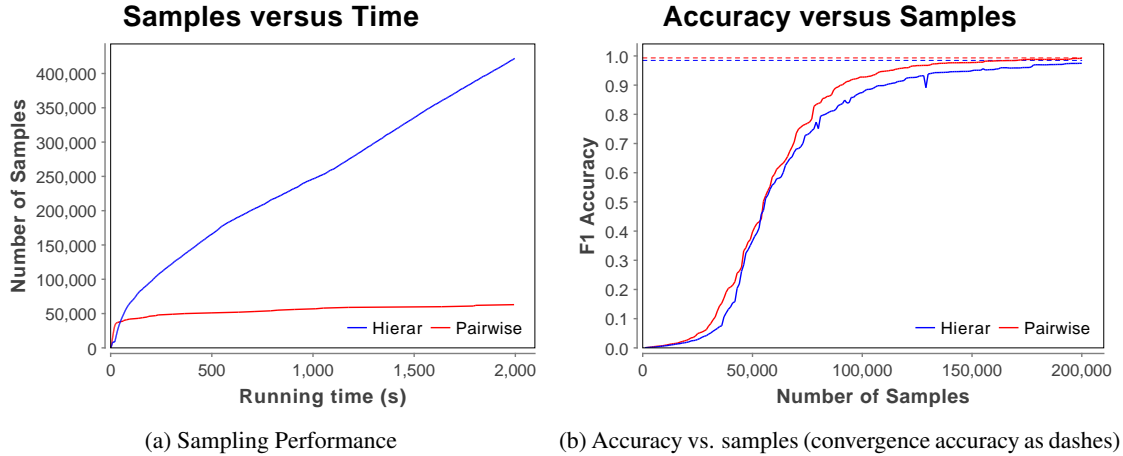 Samples versus Time
Number of Samples
400,000
350,000
300,000
250,000
200,000
150,000
100,000
50,000
0
Hierar Pairwise
0 500 1,000 1,500 2,000
Running time (s)
(a) Sampling Performance
Accuracy versus Samples
F1 Accuracy
1.0
0.9
0.8
0.7
0.6
0.5
0.4
0.3
0.2
0.1
0.0
Hierar Pairwise
0 50,000 100,000 150,000 200,000
Number of Samples
(b) Accuracy vs. samples (convergence accuracy as dashes)